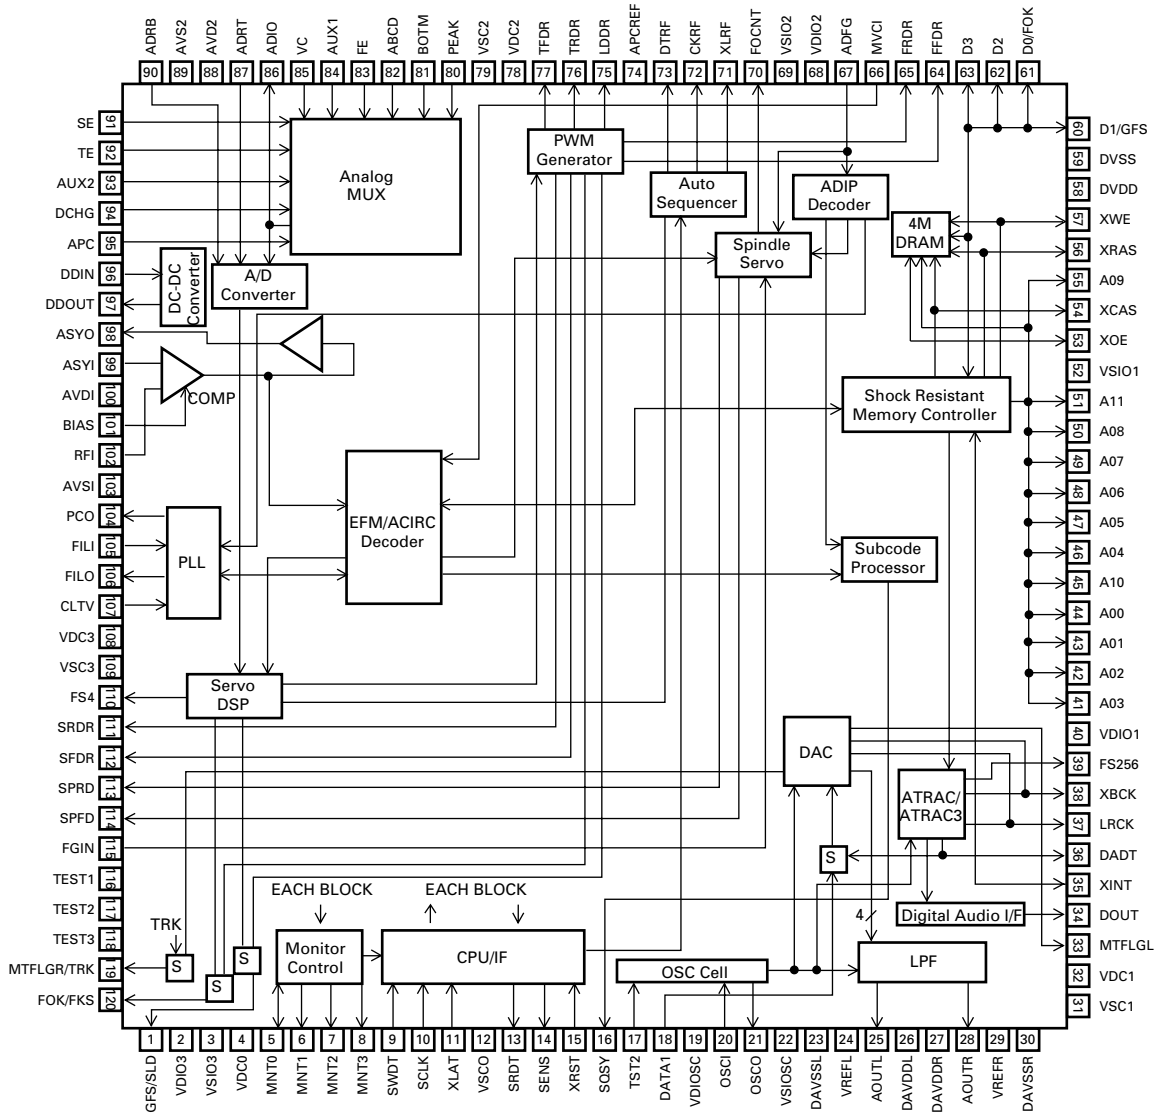 ADRB
AVS2
AVD2
ADRT
ADIO
VC
AUX1
FE
ABCD
BOTM
PEAK
VSC2
VDC2
TFDR
TRDR
LDDR
APCREF
DTRF
CKRF
XLRF
FOCNT
VSIO2
VDIO2
ADFG
MVCI
FRDR
FFDR
D3
D2
D0/FOK
90
89
88
87
86
85
84
83
82
81
80
79
78
77
76
75
74
73
72
71
70
69
68
67
66
65
64
63
62
61
SE 91
TE 92
AUX2 93
DCHG 94
APC 95
DDIN 96
DDOUT 97
ASYO 98
ASYI 99
AVDI 100
BIAS 101
RFI 102
AVSI 103
PCO 104
FILI 105
FILO 106
CLTV 107
VDC3 108
VSC3 109
FS4 110
SRDR 111
SFDR 112
SPRD 113
SPFD 114
FGIN 115
TEST1 116
TEST2 117
TEST3 118
MTFLGR/TRK 119
FOK/FKS 120
60 D1/GFS
59 DVSS
58 DVDD
57 XWE
56 XRAS
55 A09
54 XCAS
53 XOE
52 VSIO1
51 A11
50 A08
49 A07
48 A06
47 A05
46 A04
45 A10
44 A00
43 A01
42 A02
41 A03
40 VDIO1
39 FS256
38 XBCK
37 LRCK
36 DADT
35 XINT
34 DOUT
33 MTFLGL
32 VDC1
31 VSC1
Analog
MUX
PWM
Generator
Auto
Sequencer
ADIP
Decoder
4M
DRAM
Spindle
Servo
DC-DC
Converter
A/D
Converter
COMP
Shock Resistant
Memory Controller
EFM/ACIRC
Decoder
PLL
Subcode
Processor
Servo
DSP
DAC
ATRAC/
ATRAC3
S
EACH BLOCK
EACH BLOCK
TRK
4
Digital Audio I/F
Monitor
Control
CPU/IF
OSC Cell
LPF
S
S
S
1
2
3
4
5
6
7
8
9
10
11
12
13
14
15
16
17
18
19
20
21
22
23
24
25
26
27
28
29
30
GFS/SLD
VDIO3
VSIO3
VDC0
MNT0
MNT1
MNT2
MNT3
SWDT
SCLK
XLAT
VSCO
SRDT
SENS
XRST
SQSY
TST2
DATA1
VDIOSC
OSCI
OSCO
VSIOSC
DAVSSL
VREFL
AOUTL
DAVDDL
DAVDDR
AOUTR
VREFR
DAVSSR